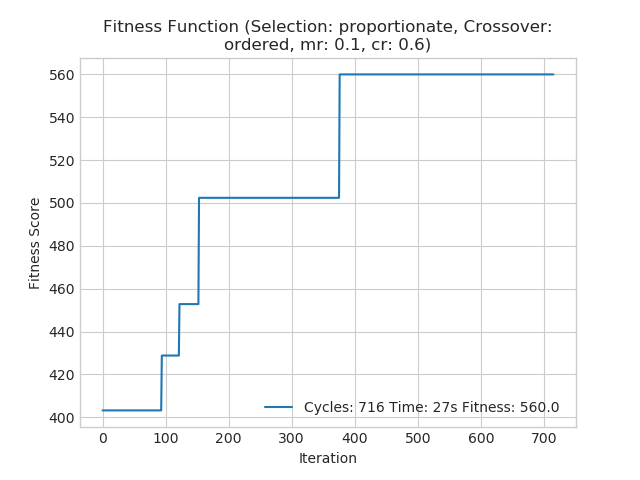 Fitness Function (Selection: proportionate, Crossover:
ordered, mr: 0.1, cr: 0.6)
560
540
520
500
480
460
440
420
400
Fitness Score
Cycles: 716 Time: 27s Fitness: 560.0
0 100 200 300 400 500 600 700
Iteration